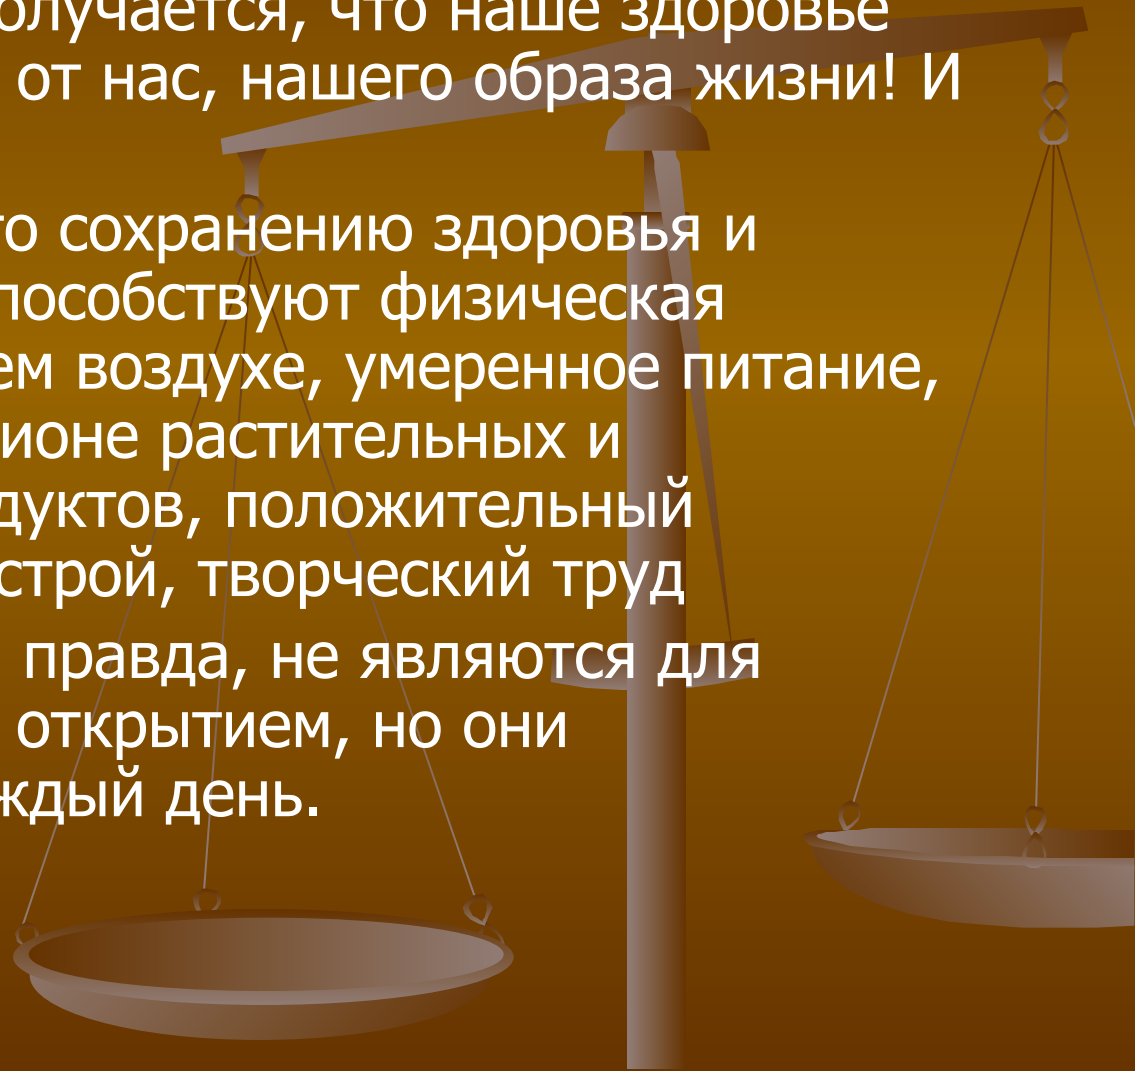 олучается, что наше здоровье
от нас, нашего образа жизни! И
то сохранению здоровья и
пособствуют физическая
ем воздухе, умеренное питание,
ионе растительных и
дуктов, положительный
строй, творческий труд
правда, не являются для
открытием, но они
ждый день.